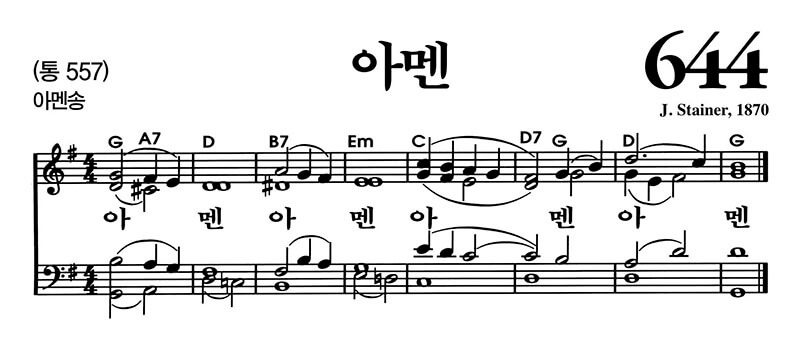 (통 557)
아멘송
아멘
644
J. Stainer, 1870
G A7 D B7 Em C D7 G D G
아 멘 아 멘 아 멘 아 멘